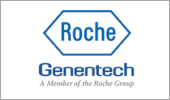 Roche
Genentech
A Member of the Roche Group